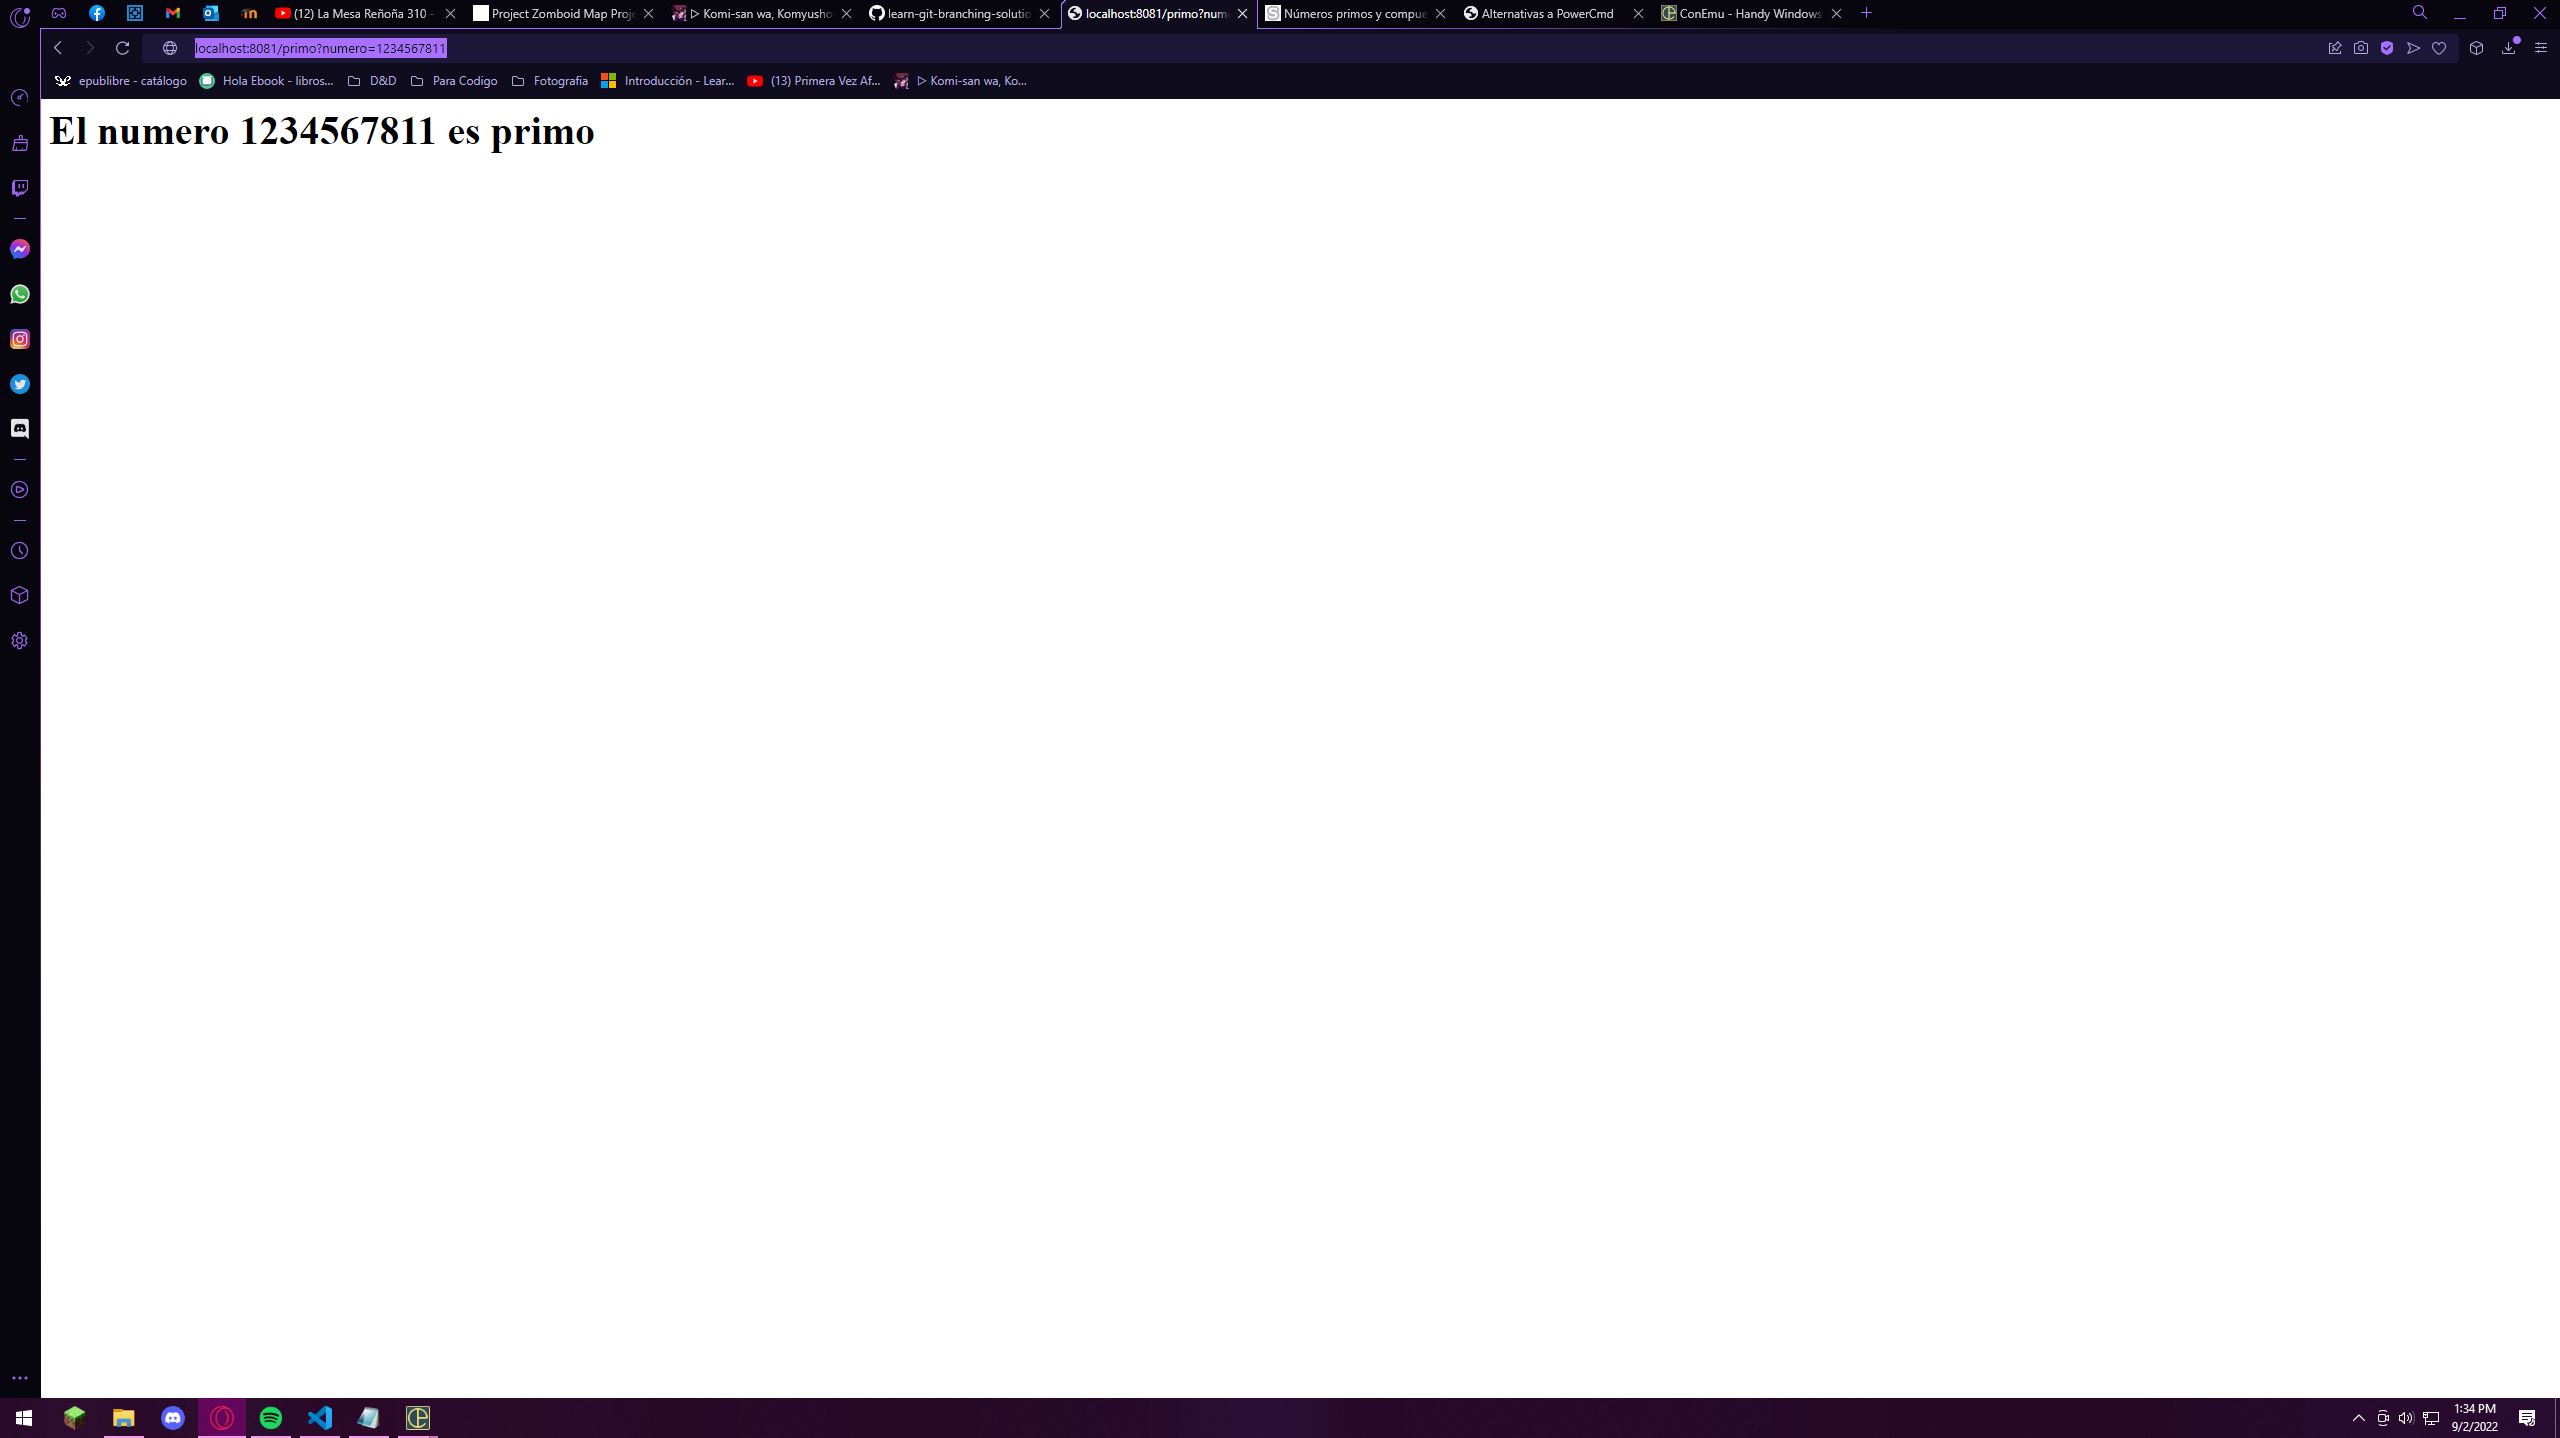 (12) La Mesa Reñoña 310 -
Project Zomboid Map Proje
ᐅ Komi-san wa, Komyusho
learn-git-branching-solutio
localhost:8081/primo?num
Números primos y compue
Alternativas a PowerCmd
ConEmu - Handy Windows
localhost:8081/primo?numero=1234567811
epublibre - catálogo
Hola Ebook - libros...
D&D
Para Codigo
Fotografia
Introducción - Lear...
(13) Primera Vez Af...
ᐅ Komi-san wa, Ko...
El numero 1234567811 es primo
1:34 PM
9/2/2022